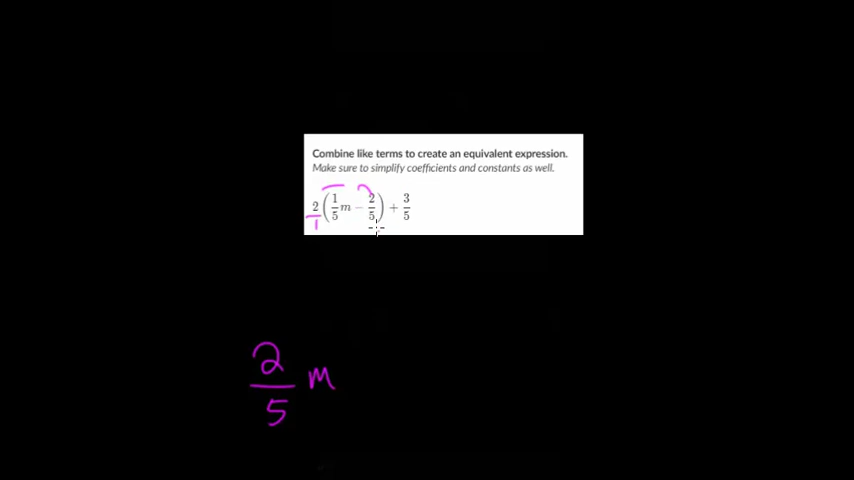 Combine like terms to create an equivalent expression.
Make sure to simplify coefficients and constants as well.
2/1 (1/5 m − 2/5) + 3/5
2/5 m